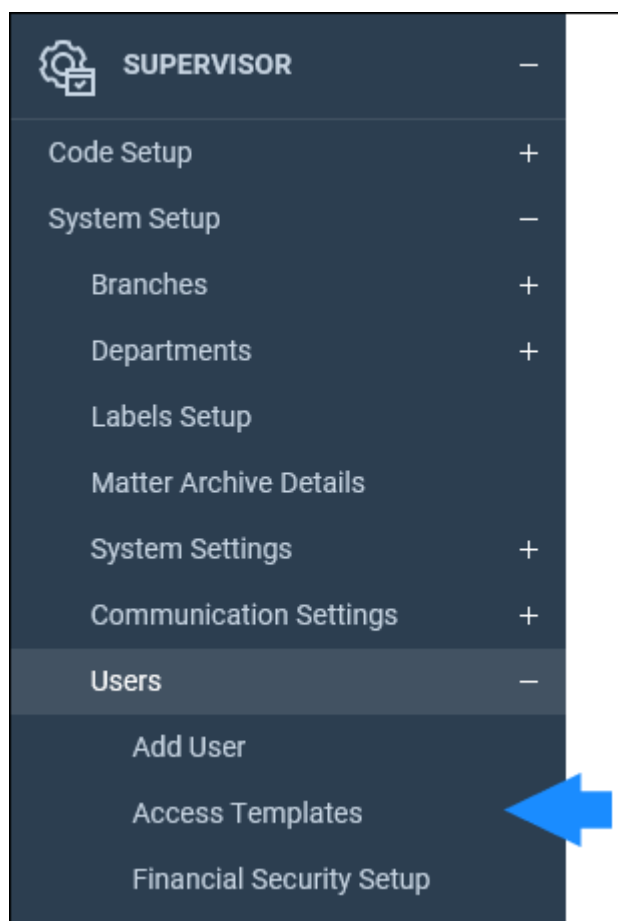 SUPERVISOR –
Code Setup +
System Setup –
Branches +
Departments +
Labels Setup
Matter Archive Details
System Settings +
Communication Settings +
Users –
Add User
Access Templates
Financial Security Setup